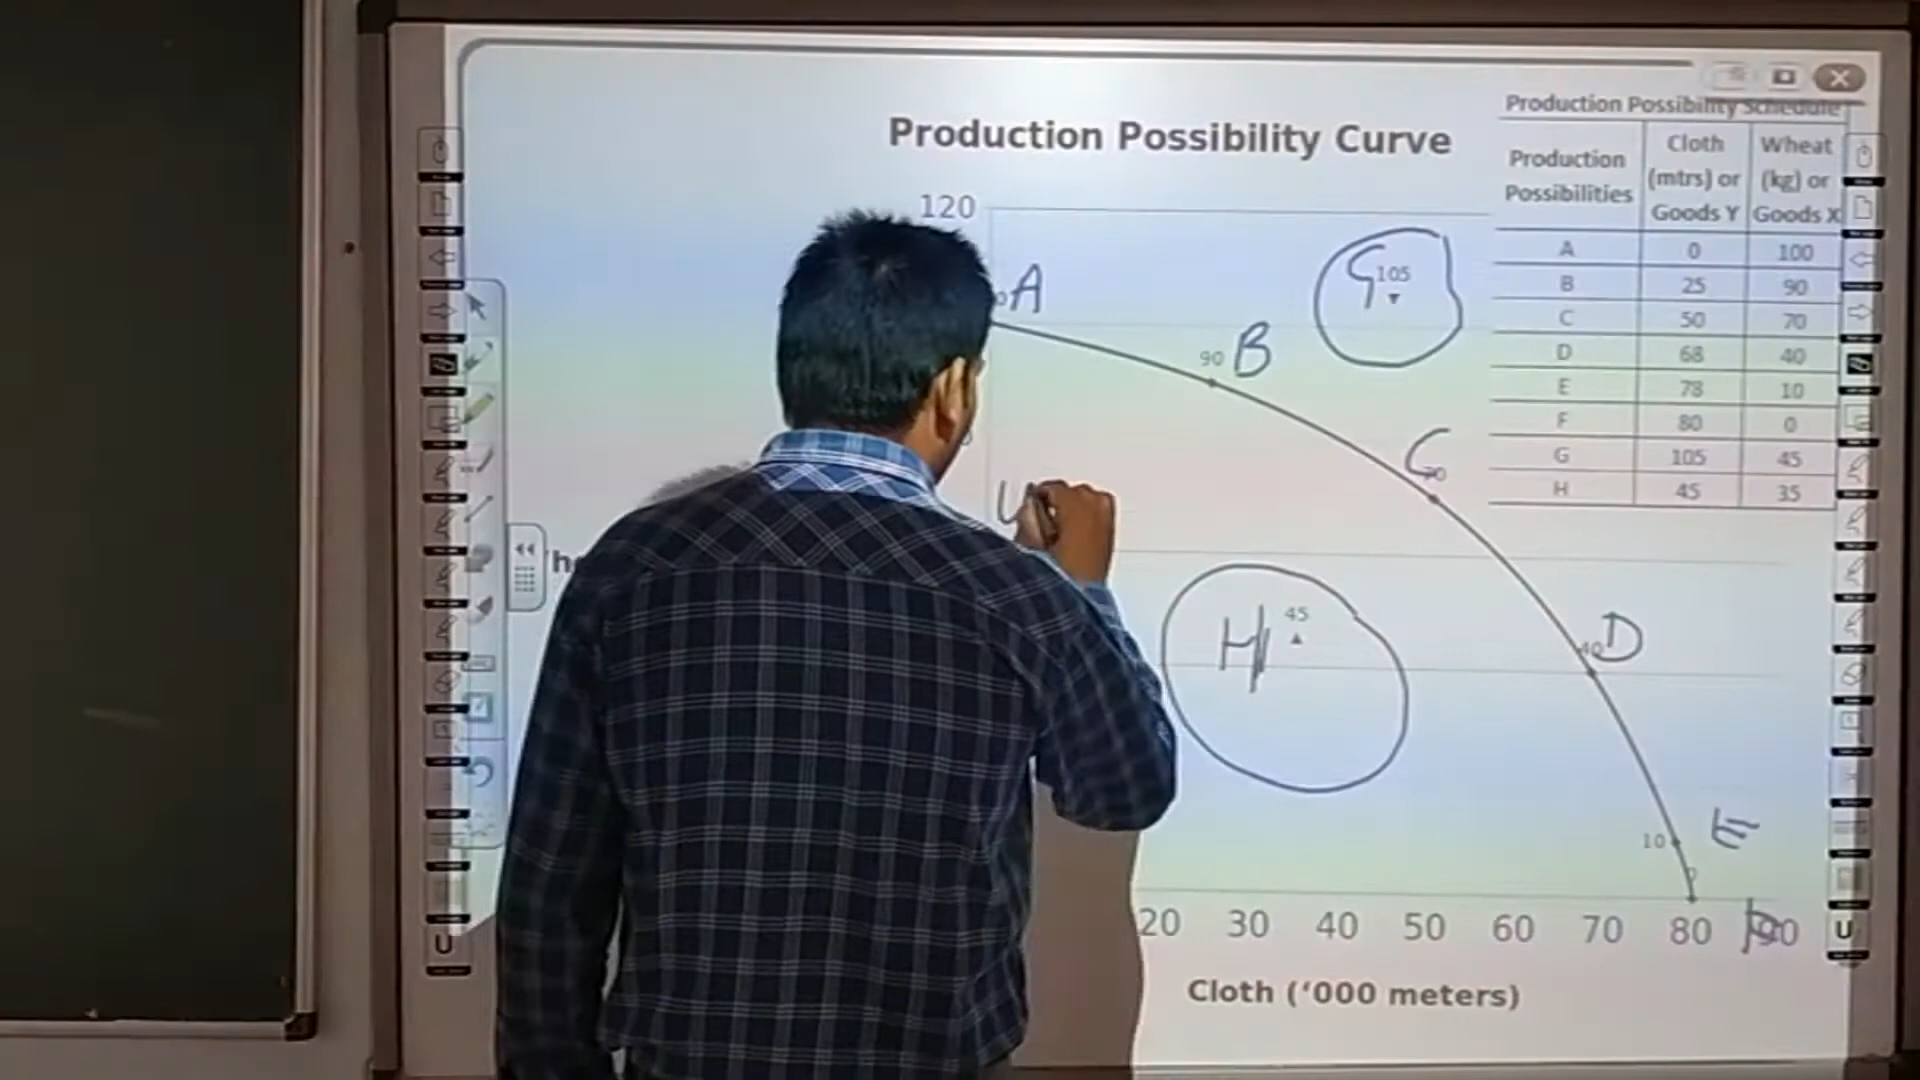 Production Possibility Schedule
Production Possibilities | Cloth (mtrs) or Goods Y | Wheat (kg) or Goods X
A 0 100
B 25 90
C 50 70
D 68 40
E 78 10
F 80 0
G 105 45
H 45 35
Production Possibility Curve
120
A
G 105
90 B
C 70
H 45
40 D
10 E
0
20 30 40 50 60 70 80 90
F
Cloth (‘000 meters)
U
U